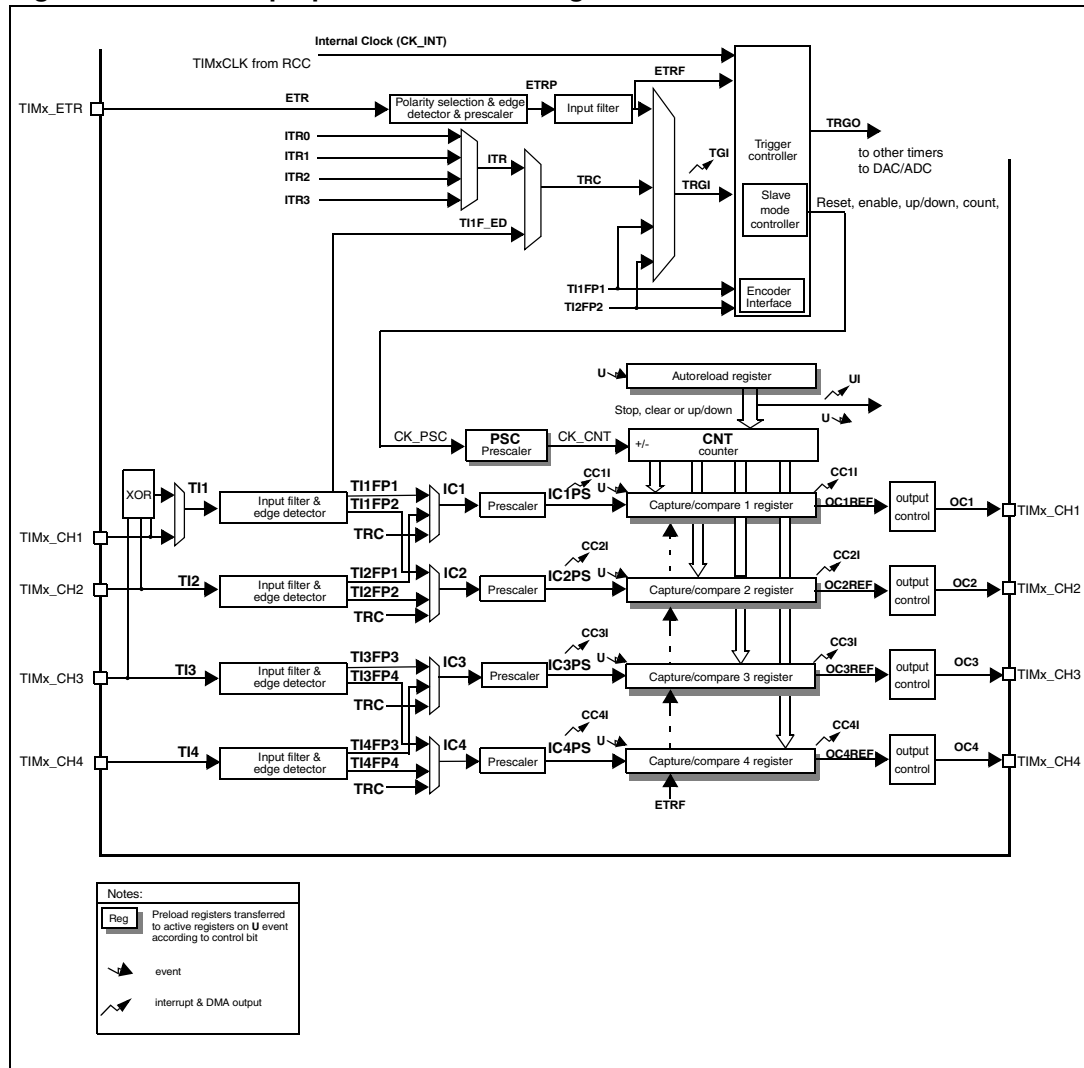 Internal Clock (CK_INT)
TIMxCLK from RCC
ETRF
ETRP
ETR
TIMx_ETR
Polarity selection & edge
detector & prescaler
Input filter
ITR0
ITR1
ITR2
ITR3
ITR
TI1F_ED
TRC
TGI
TRGI
Trigger
controller
TRGO
to other timers
to DAC/ADC
Slave
mode
controller
Reset, enable, up/down, count,
TI1FP1
TI2FP2
Encoder
Interface
U
Autoreload register
UI
Stop, clear or up/down
U
CK_PSC
PSC
Prescaler
CK_CNT
+/-
CNT
counter
XOR
TI1
Input filter &
edge detector
TI1FP1
TI1FP2
TRC
IC1
Prescaler
IC1PS
CC1I
U
Capture/compare 1 register
CC1I
OC1REF
output
control
OC1
TIMx_CH1
TIMx_CH1
TIMx_CH2
TI2
Input filter &
edge detector
TI2FP1
TI2FP2
TRC
IC2
Prescaler
IC2PS
CC2I
U
Capture/compare 2 register
CC2I
OC2REF
output
control
OC2
TIMx_CH2
TIMx_CH3
TI3
Input filter &
edge detector
TI3FP3
TI3FP4
TRC
IC3
Prescaler
IC3PS
CC3I
U
Capture/compare 3 register
CC3I
OC3REF
output
control
OC3
TIMx_CH3
TIMx_CH4
TI4
Input filter &
edge detector
TI4FP3
TI4FP4
TRC
IC4
Prescaler
IC4PS
CC4I
U
Capture/compare 4 register
CC4I
OC4REF
output
control
OC4
TIMx_CH4
ETRF
Notes:
Reg
Preload registers transferred
to active registers on U event
according to control bit
event
interrupt & DMA output